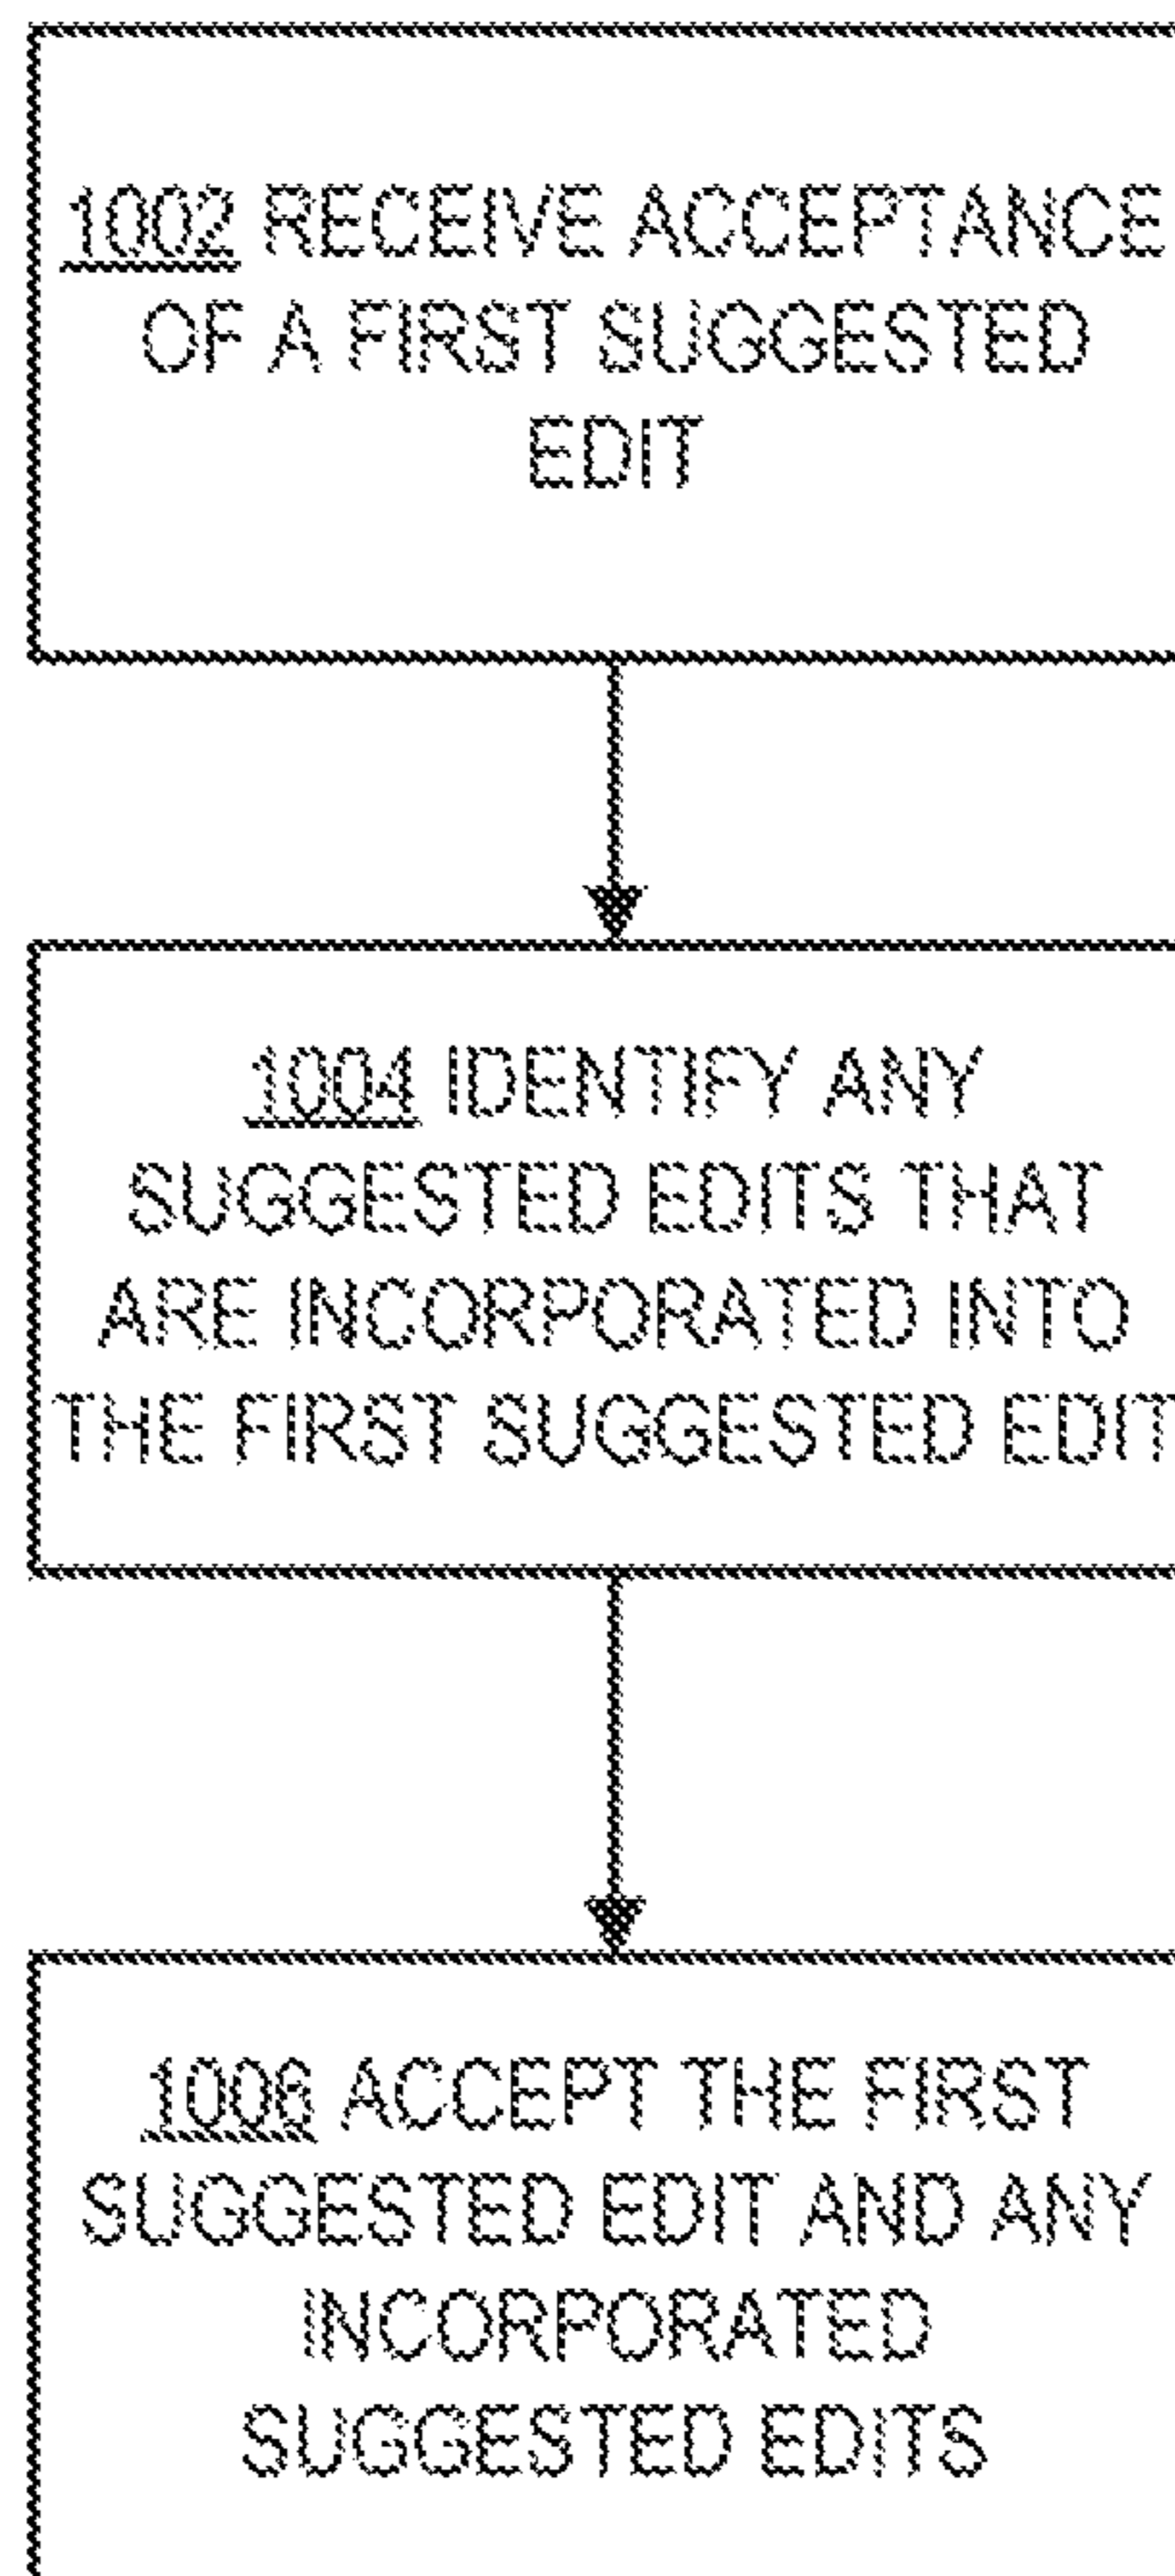 1002 RECEIVE ACCEPTANCE
OF A FIRST SUGGESTED
EDIT
1004 IDENTIFY ANY
SUGGESTED EDITS THAT
ARE INCORPORATED INTO
THE FIRST SUGGESTED EDIT
1006 ACCEPT THE FIRST
SUGGESTED EDIT AND ANY
INCORPORATED
SUGGESTED EDITS